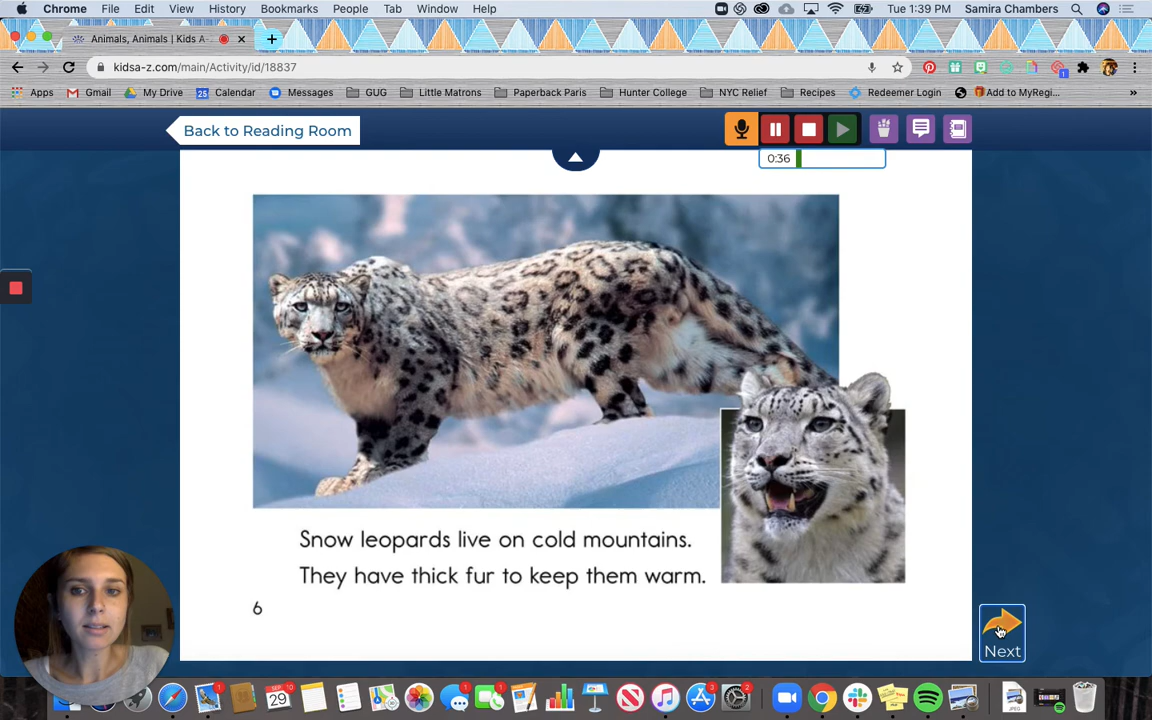 Chrome File Edit View History Bookmarks People Tab Window Help Tue 1:39 PM Samira Chambers
Animals, Animals | Kids A-
kidsa-z.com/main/Activity/id/18837
Apps Gmail My Drive 25 Calendar Messages GUG Little Matrons Paperback Paris Hunter College NYC Relief Recipes Redeemer Login Add to MyRegi... »
Back to Reading Room
0:36
Snow leopards live on cold mountains.
They have thick fur to keep them warm.
6
Next
SEP
29